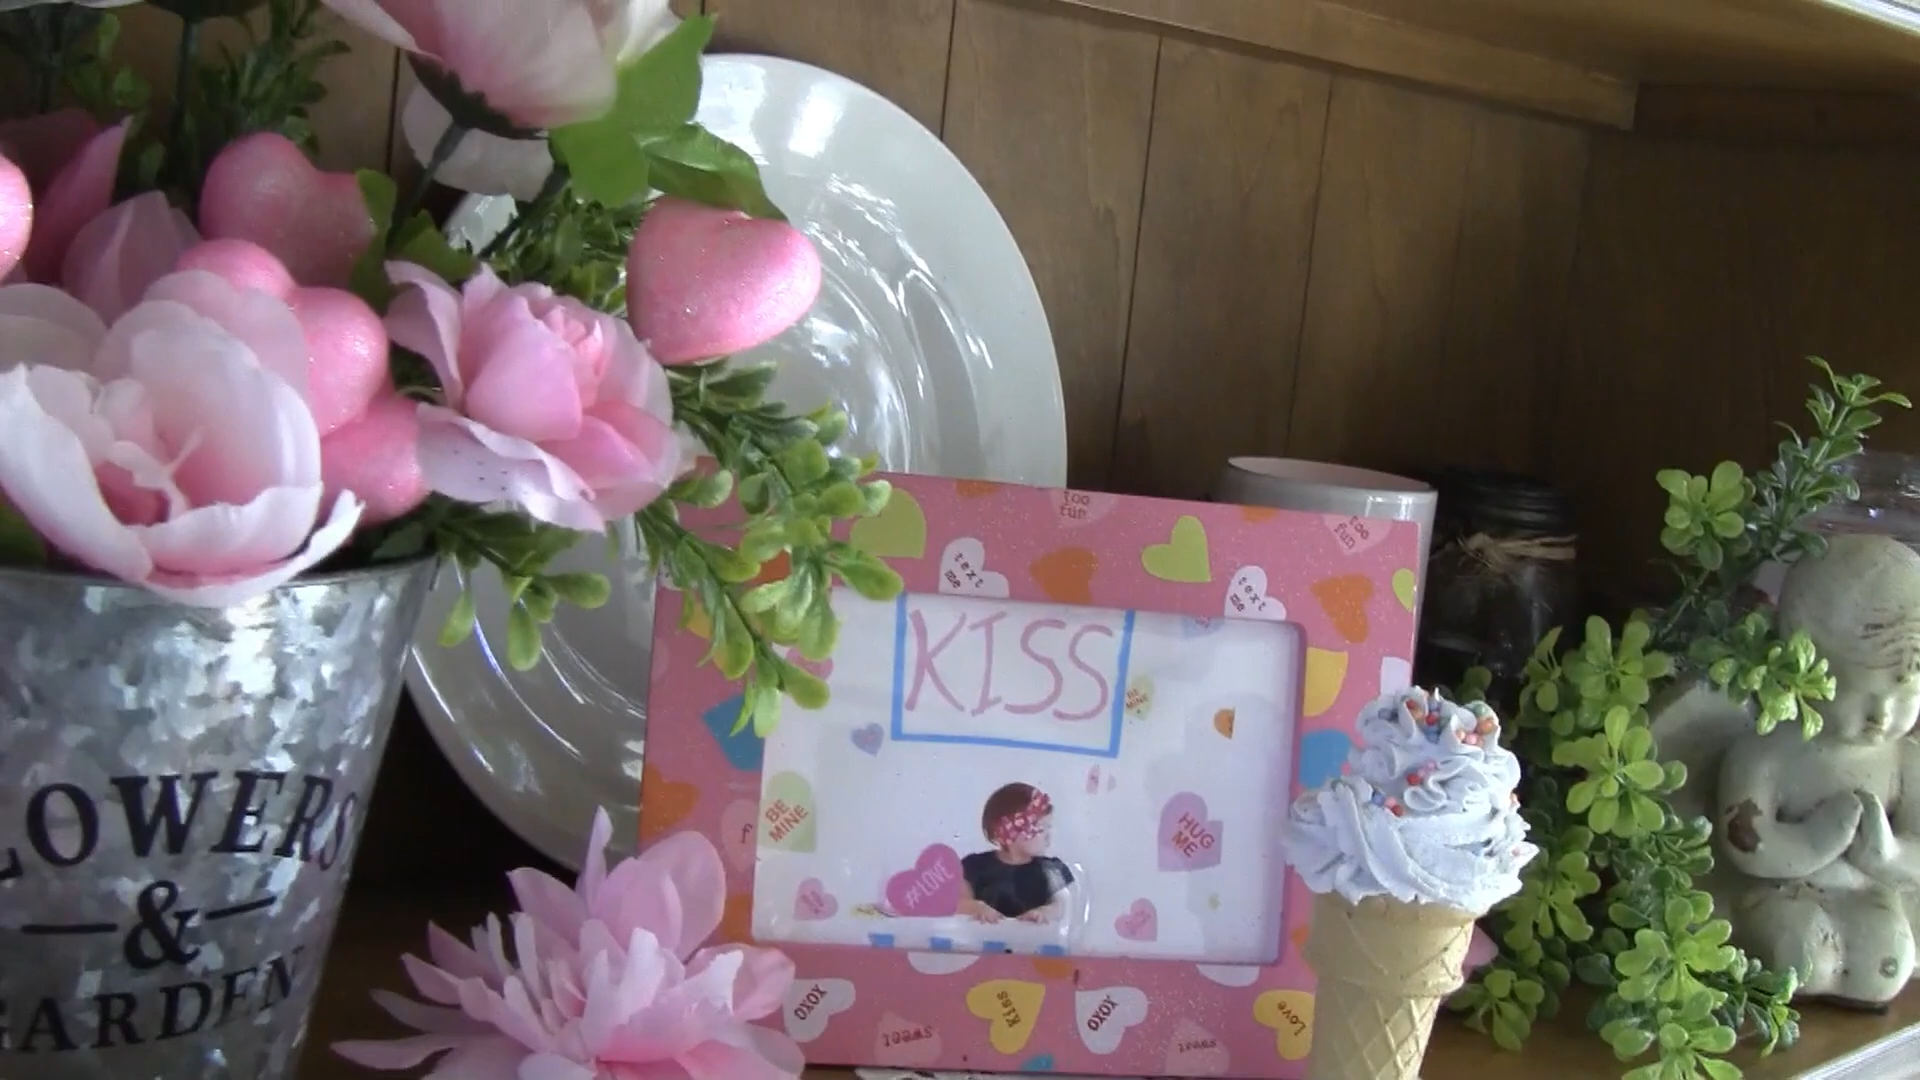 LOWERS
&
GARDEN
too
fun
too
fun
text
me
text
me
KISS
BE
MINE
BE
MINE
HUG
ME
#LOVE
XOXO
Kiss
XOXO
Love
sweet
sweet